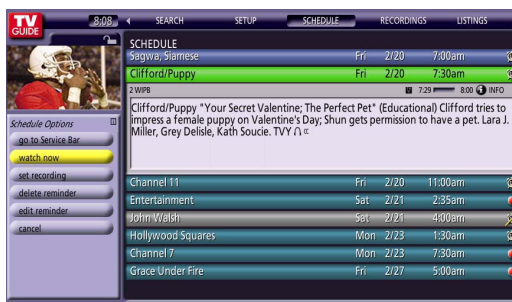 TV
GUIDE
8:08
SEARCH SETUP SCHEDULE RECORDINGS LISTINGS
SCHEDULE
Sagwa, Siamese Fri 2/20 7:00am
Clifford/Puppy Fri 2/20 7:30am
2 WIPB 7:29 8:00 INFO
Clifford/Puppy "Your Secret Valentine; The Perfect Pet" (Educational) Clifford tries to
impress a female puppy on Valentine's Day; Shun gets permission to have a pet. Lara J.
Miller, Grey Delisle, Kath Soucie. TVY
Schedule Options
go to Service Bar
watch now
set recording
delete reminder
edit reminder
cancel
Channel 11 Fri 2/20 11:00am
Entertainment Sat 2/21 2:35am
John Walsh Sat 2/21 4:00am
Hollywood Squares Mon 2/23 1:30am
Channel 7 Mon 2/23 7:30am
Grace Under Fire Fri 2/27 5:00am